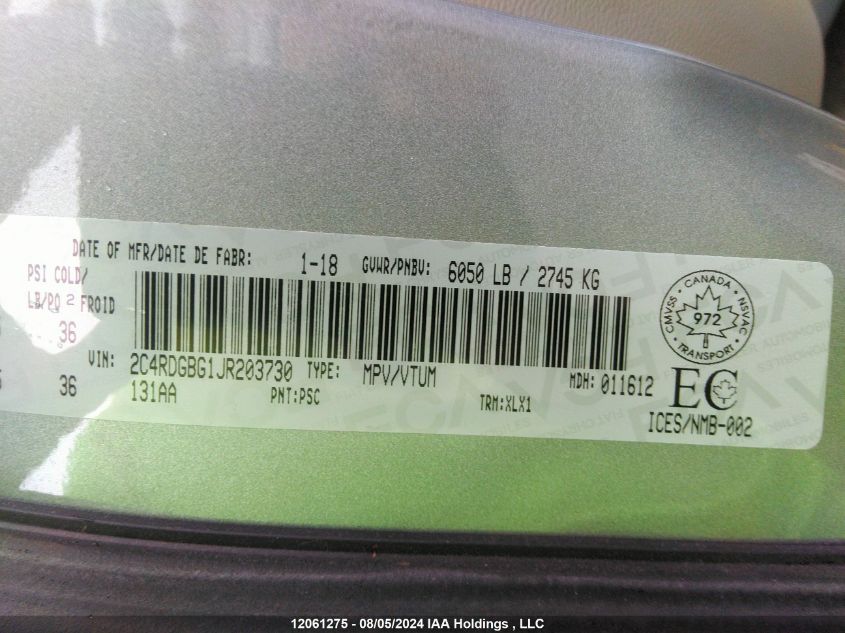 DATE OF MFR/DATE DE FABR: 1-18 GVWR/PNBV: 6050 LB / 2745 KG
PSI COLD/
LB/PO 2 FROID
36
VIN: 2C4RDGBG1JR203730 TYPE: MPV/VTUM MDH: 011612
36 131AA PNT:PSC TRM:XLX1
CANADA
CMVSS NSVAC
972
TRANSPORT
EC
ICES/NMB-002
12061275 - 08/05/2024 IAA Holdings , LLC